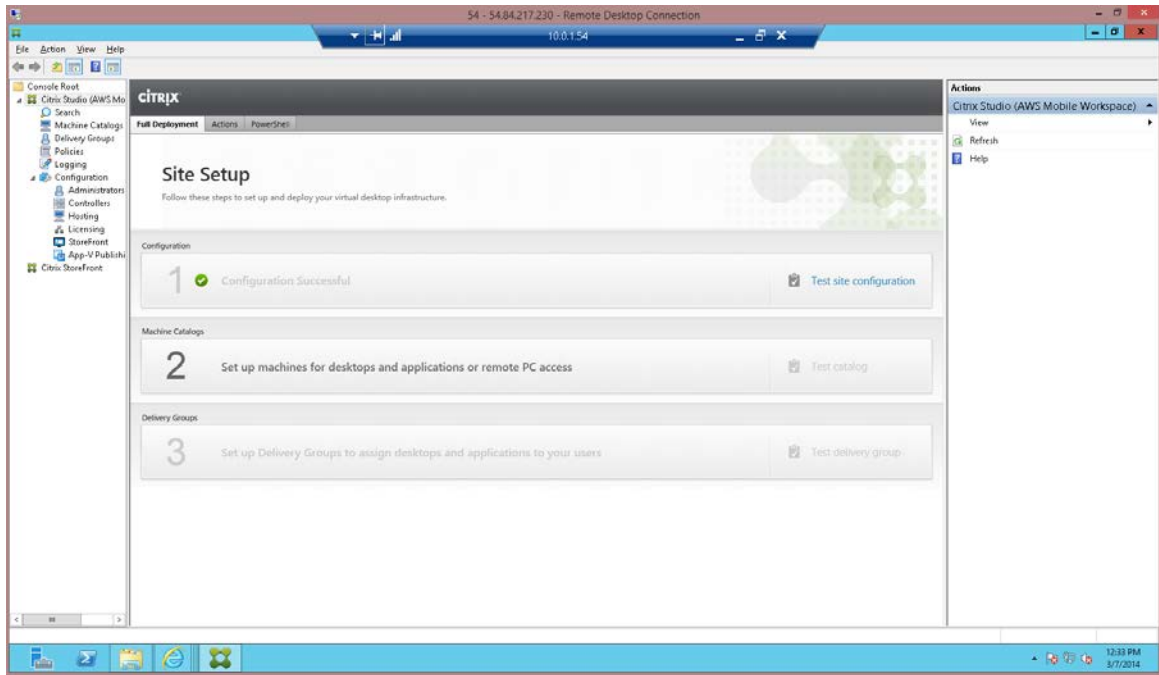 54 - 54.84.217.230 - Remote Desktop Connection
10.0.1.54
File Action View Help
Console Root
Citrix Studio (AWS Mo
Search
Machine Catalogs
Delivery Groups
Policies
Logging
Configuration
Administrators
Controllers
Hosting
Licensing
StoreFront
App-V Publishi
Citrix StoreFront
CITRIX
Full Deployment Actions PowerShell
Site Setup
Follow these steps to set up and deploy your virtual desktop infrastructure.
Configuration
1 Configuration Successful Test site configuration
Machine Catalogs
2 Set up machines for desktops and applications or remote PC access Test catalog
Delivery Groups
3 Set up Delivery Groups to assign desktops and applications to your users Test delivery group
Actions
Citrix Studio (AWS Mobile Workspace)
View
Refresh
Help
12:33 PM
3/7/2014